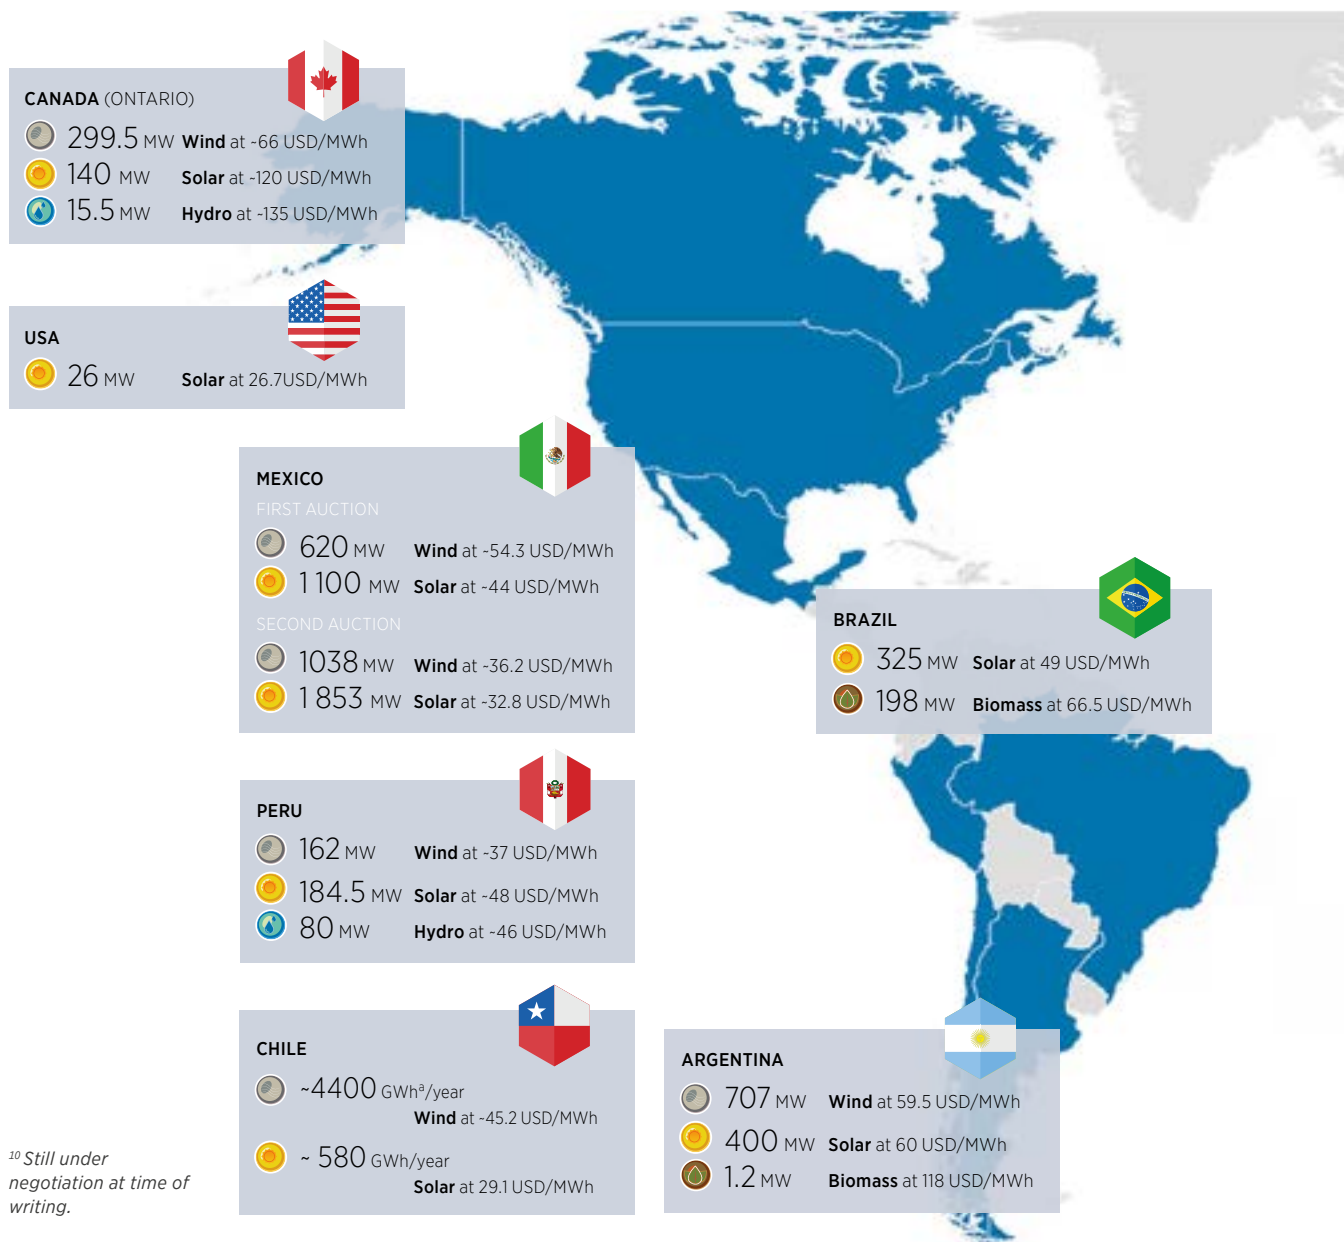 CANADA (ONTARIO)
299.5 MW Wind at ~66 USD/MWh
140 MW Solar at ~120 USD/MWh
15.5 MW Hydro at ~135 USD/MWh
USA
26 MW Solar at 26.7USD/MWh
MEXICO
FIRST AUCTION
620 MW Wind at ~54.3 USD/MWh
1 100 MW Solar at ~44 USD/MWh
SECOND AUCTION
1038 MW Wind at ~36.2 USD/MWh
1 853 MW Solar at ~32.8 USD/MWh
BRAZIL
325 MW Solar at 49 USD/MWh
198 MW Biomass at 66.5 USD/MWh
PERU
162 MW Wind at ~37 USD/MWh
184.5 MW Solar at ~48 USD/MWh
80 MW Hydro at ~46 USD/MWh
CHILE
~4400 GWhᵃ/year
Wind at ~45.2 USD/MWh
~ 580 GWh/year
Solar at 29.1 USD/MWh
ARGENTINA
707 MW Wind at 59.5 USD/MWh
400 MW Solar at 60 USD/MWh
1.2 MW Biomass at 118 USD/MWh
¹⁰ Still under
negotiation at time of
writing.